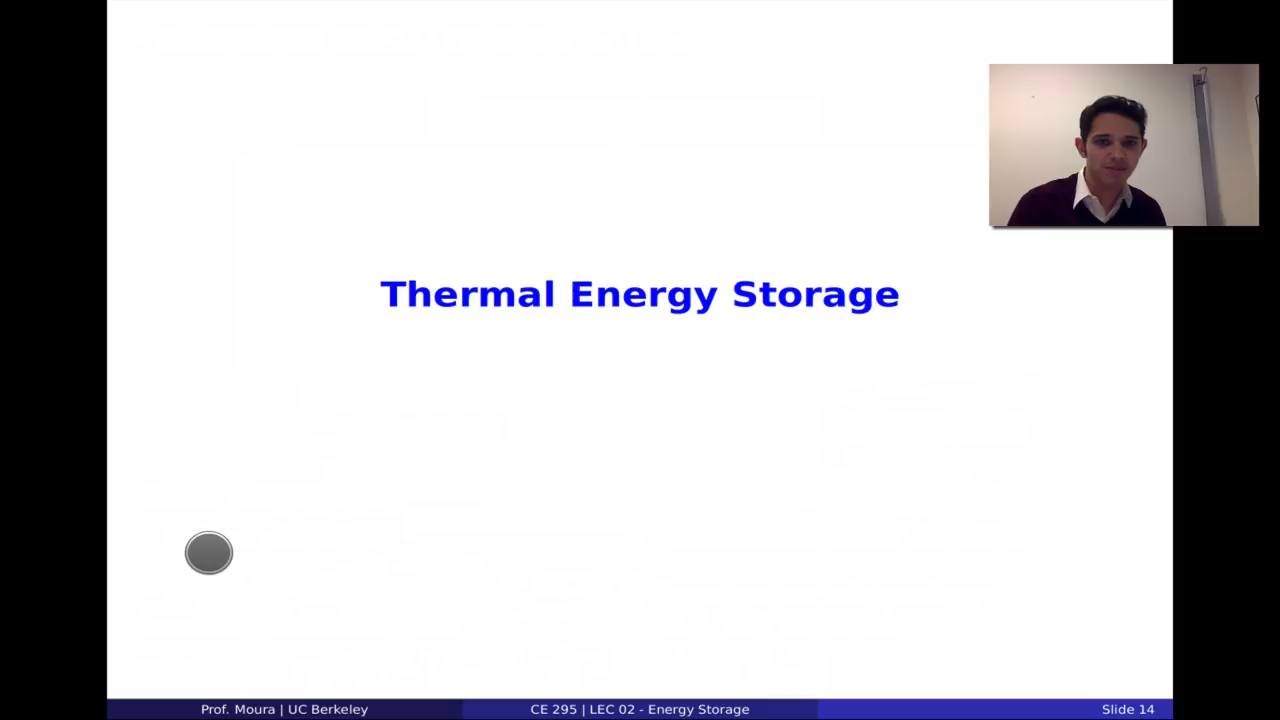 Thermal Energy Storage
Prof. Moura | UC Berkeley
CE 295 | LEC 02 - Energy Storage
Slide 14